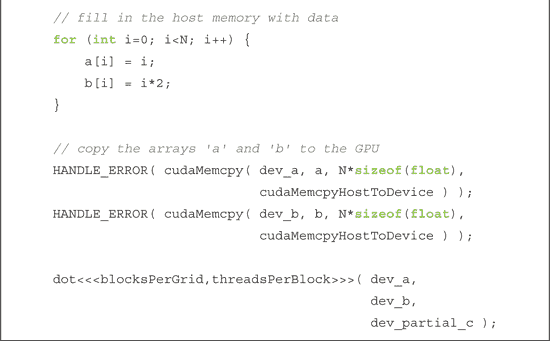 // fill in the host memory with data
for (int i=0; i<N; i++) {
    a[i] = i;
    b[i] = i*2;
}

// copy the arrays 'a' and 'b' to the GPU
HANDLE_ERROR( cudaMemcpy( dev_a, a, N*sizeof(float),
                          cudaMemcpyHostToDevice ) );
HANDLE_ERROR( cudaMemcpy( dev_b, b, N*sizeof(float),
                          cudaMemcpyHostToDevice ) );

dot<<<blocksPerGrid,threadsPerBlock>>>( dev_a,
                                        dev_b,
                                        dev_partial_c );